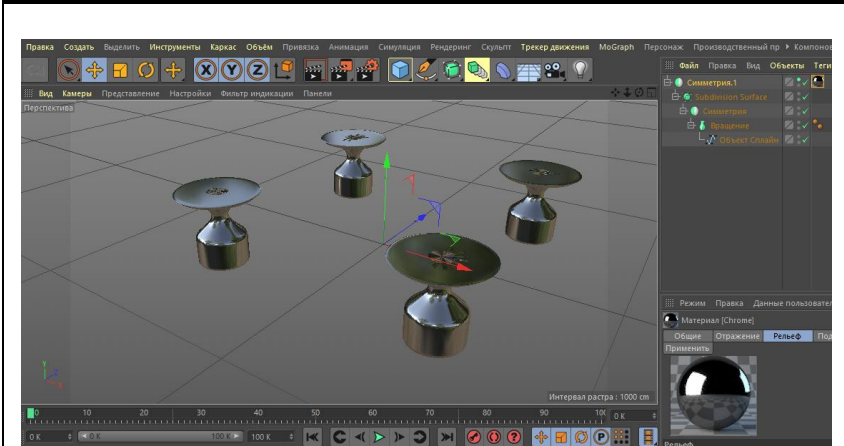 Правка Создать Выделить Инструменты Каркас Объём Привязка Анимация Симуляция Рендеринг Скульпт Трекер движения MoGraph Персонаж Производственный пр Компонов
X Y Z
Файл Правка Вид Объекты Теги
Вид Камеры Представление Настройки Фильтр индикации Панели
Перспектива
Симметрия.1
Subdivision Surface
Симметрия
Вращение
Объект Сплайн
Режим Правка Данные пользовател
Материал [Chrome]
Общие Отражение Рельеф Под
Применить
Y
Z
X
Интервал растра : 1000 cm
0 10 20 30 40 50 60 70 80 90 10( 0 K
0 K 0 K 100 K 100 K ? P
Рельеф